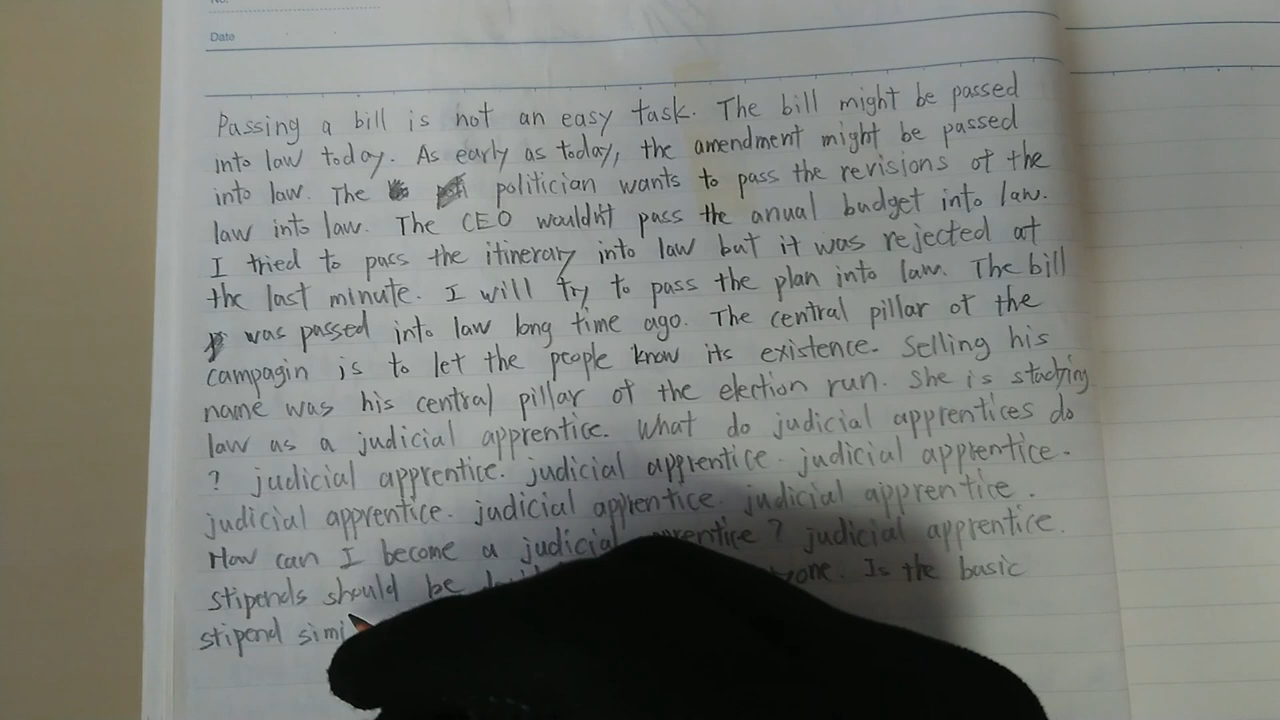 Date
Passing a bill is not an easy task. The bill might be passed
into law today. As early as today, the amendment might be passed
into law. The politician wants to pass the revisions of the
law into law. The CEO wouldn't pass the anual budget into law.
I tried to pass the itinerary into law but it was rejected at
the last minute. I will try to pass the plan into law. The bill
was passed into law long time ago. The central pillar of the
campagin is to let the people know its existence. Selling his
name was his central pillar of the election run. She is studying
law as a judicial apprentice. What do judicial apprentices do
? judicial apprentice. judicial apprentice. judicial apprentice.
judicial apprentice. judicial apprentice. judicial apprentice.
How can I become a judicial ? judicial apprentice.
stipends should be Is the basic
stipend